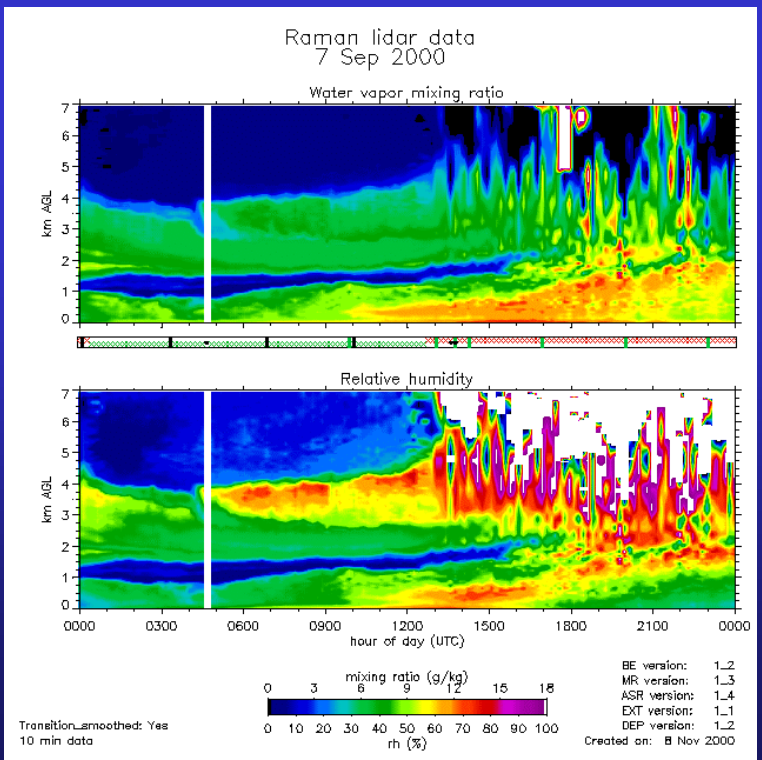 Raman lidar data
7 Sep 2000
Water vapor mixing ratio
7
6
5
4
3
2
1
0
km AGL
Relative humidity
7
6
5
4
3
2
1
0
km AGL
0000 0300 0600 0900 1200 1500 1800 2100 0000
hour of day (UTC)
mixing ratio (g/kg)
0 3 6 9 12 15 18
0 10 20 30 40 50 60 70 80 90 100
rh (%)
BE version: 1_2
MR version: 1_3
ASR version: 1_4
EXT version: 1_1
DEP version: 1_2
Transition_smoothed: Yes
10 min data
Created on: 8 Nov 2000